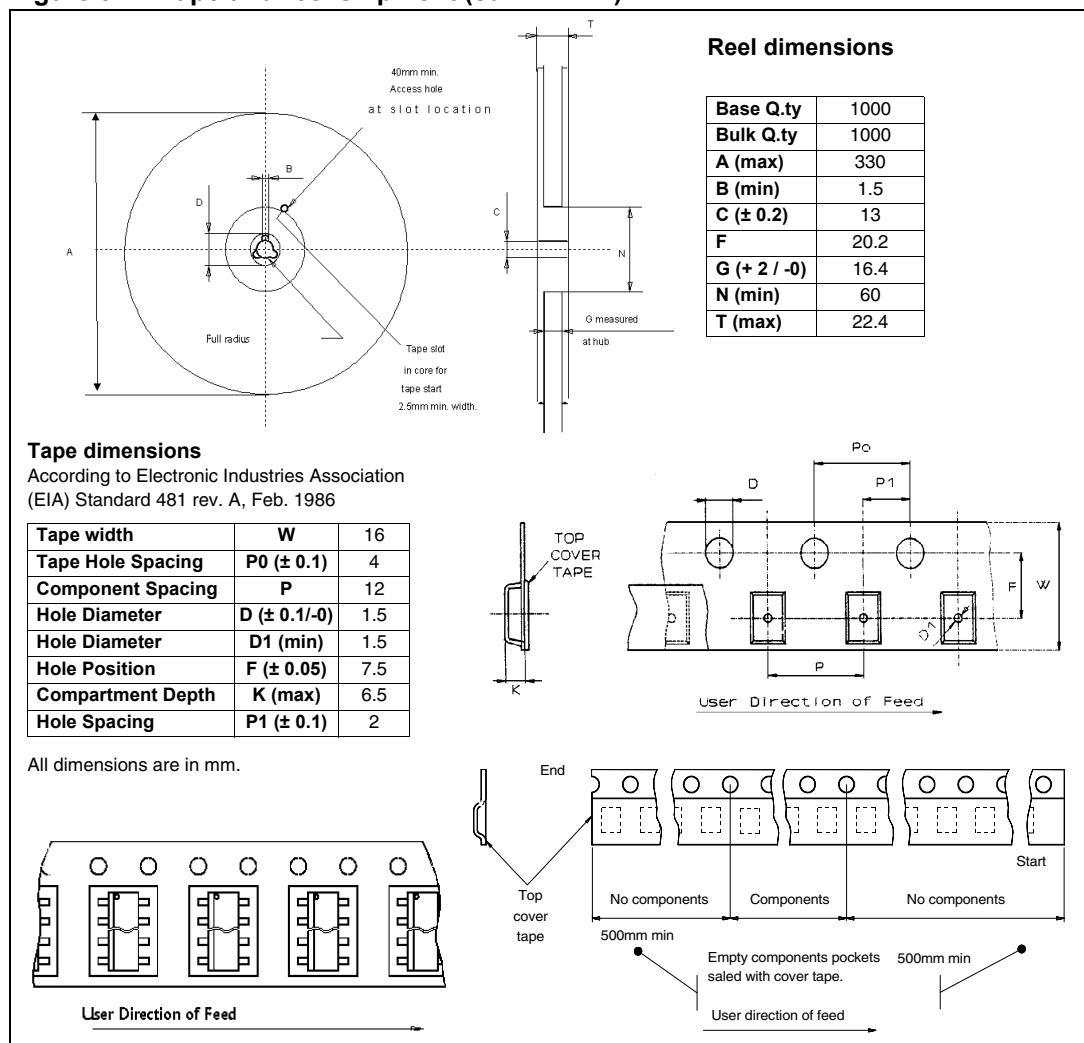 Reel dimensions
T
40mm min.
Access hole
at slot location
B
D
C
A
N
Full radius
Tape slot
in core for
tape start
2.5mm min. width.
G measured
at hub
Base Q.ty 1000
Bulk Q.ty 1000
A (max) 330
B (min) 1.5
C (± 0.2) 13
F 20.2
G (+ 2 / -0) 16.4
N (min) 60
T (max) 22.4
Tape dimensions
According to Electronic Industries Association
(EIA) Standard 481 rev. A, Feb. 1986
Tape width W 16
Tape Hole Spacing P0 (± 0.1) 4
Component Spacing P 12
Hole Diameter D (± 0.1/-0) 1.5
Hole Diameter D1 (min) 1.5
Hole Position F (± 0.05) 7.5
Compartment Depth K (max) 6.5
Hole Spacing P1 (± 0.1) 2
All dimensions are in mm.
Po
D
P1
TOP
COVER
TAPE
F
W
D1
K
P
User Direction of Feed
End
Start
Top
cover
tape
No components
Components
No components
500mm min
Empty components pockets
saled with cover tape.
500mm min
User direction of feed
User Direction of Feed